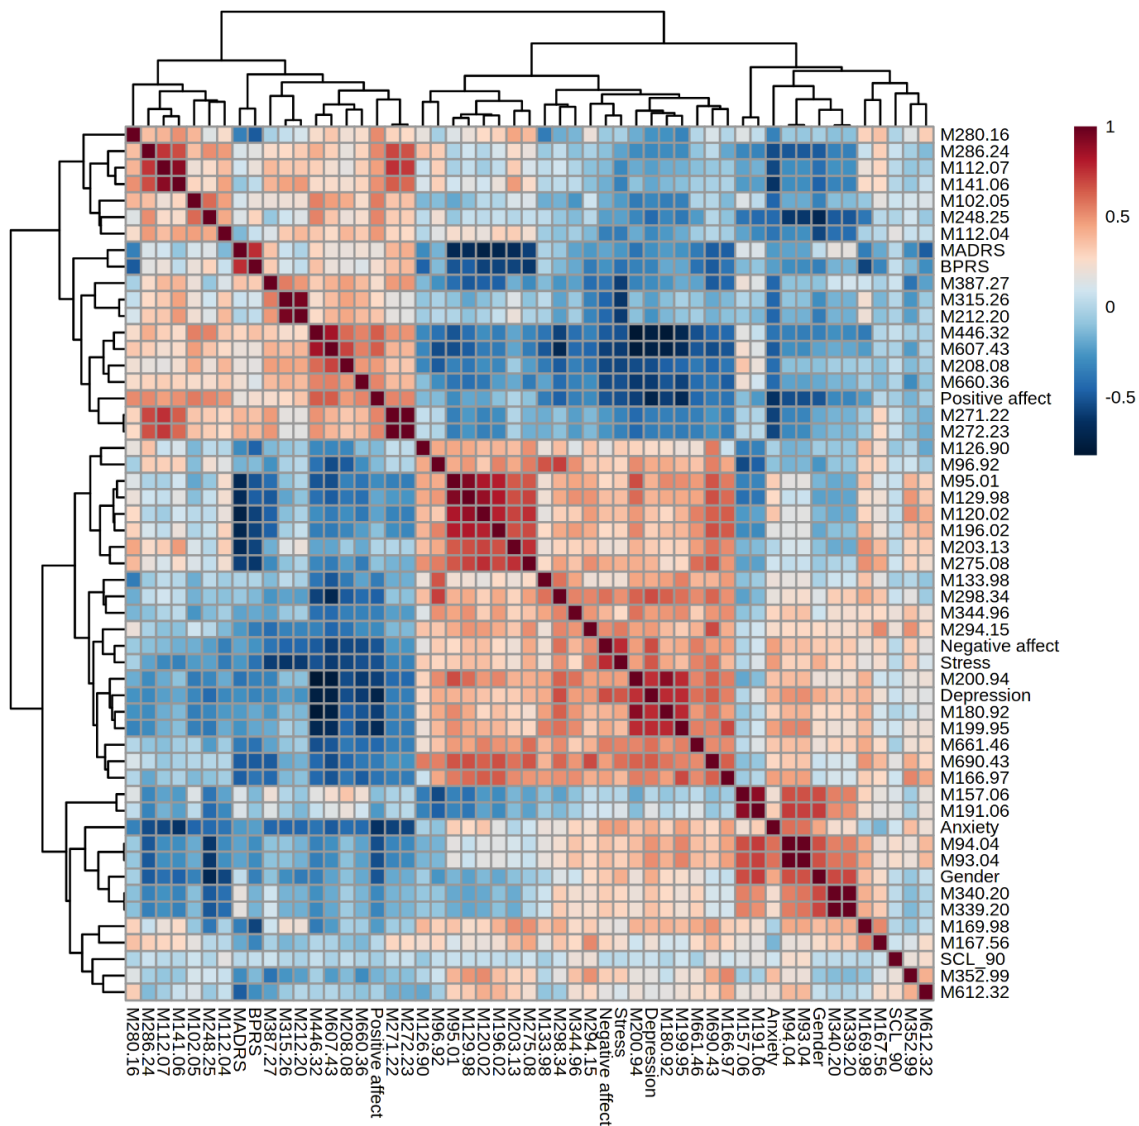 1
0.5
0
-0.5
M280.16
M286.24
M112.07
M141.06
M102.05
M248.25
M112.04
MADRS
BPRS
M387.27
M315.26
M212.20
M446.32
M607.43
M208.08
M660.36
Positive affect
M271.22
M272.23
M126.90
M96.92
M95.01
M129.98
M120.02
M196.02
M203.13
M275.08
M133.98
M298.34
M344.96
M294.15
Negative affect
Stress
M200.94
Depression
M180.92
M199.95
M661.46
M690.43
M166.97
M157.06
M191.06
Anxiety
M94.04
M93.04
Gender
M340.20
M339.20
M169.98
M167.56
SCL_90
M352.99
M612.32
M280.16
M286.24
M112.07
M141.06
M102.05
M248.25
M112.04
MADRS
BPRS
M387.27
M315.26
M212.20
M446.32
M607.43
M208.08
M660.36
Positive affect
M271.22
M272.23
M126.90
M96.92
M95.01
M129.98
M120.02
M196.02
M203.13
M275.08
M133.98
M298.34
M344.96
M294.15
Negative affect
Stress
M200.94
Depression
M180.92
M199.95
M661.46
M690.43
M166.97
M157.06
M191.06
Anxiety
M94.04
M93.04
Gender
M340.20
M339.20
M169.98
M167.56
SCL_90
M352.99
M612.32